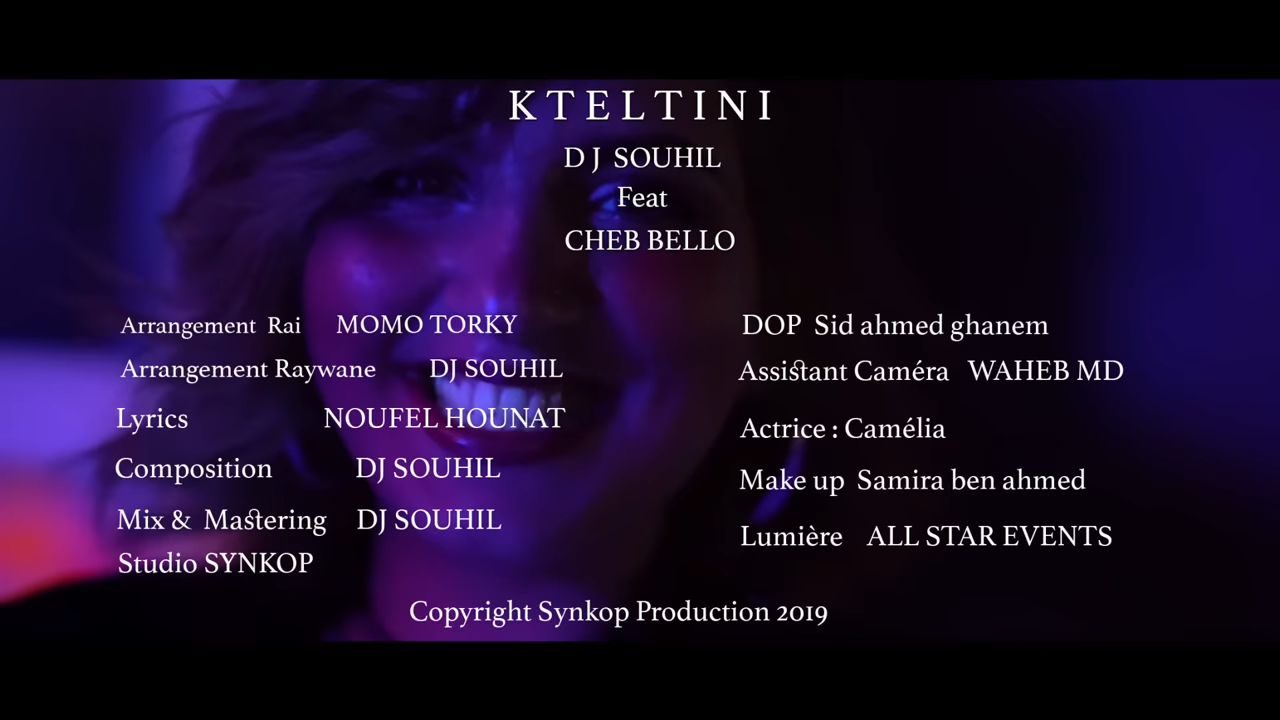 KTELTINI
DJ SOUHIL
Feat
CHEB BELLO
Arrangement Rai MOMO TORKY
Arrangement Raywane DJ SOUHIL
Lyrics NOUFEL HOUNAT
Composition DJ SOUHIL
Mix & Mastering DJ SOUHIL
Studio SYNKOP
DOP Sid ahmed ghanem
Assistant Caméra WAHEB MD
Actrice : Camélia
Make up Samira ben ahmed
Lumière ALL STAR EVENTS
Copyright Synkop Production 2019